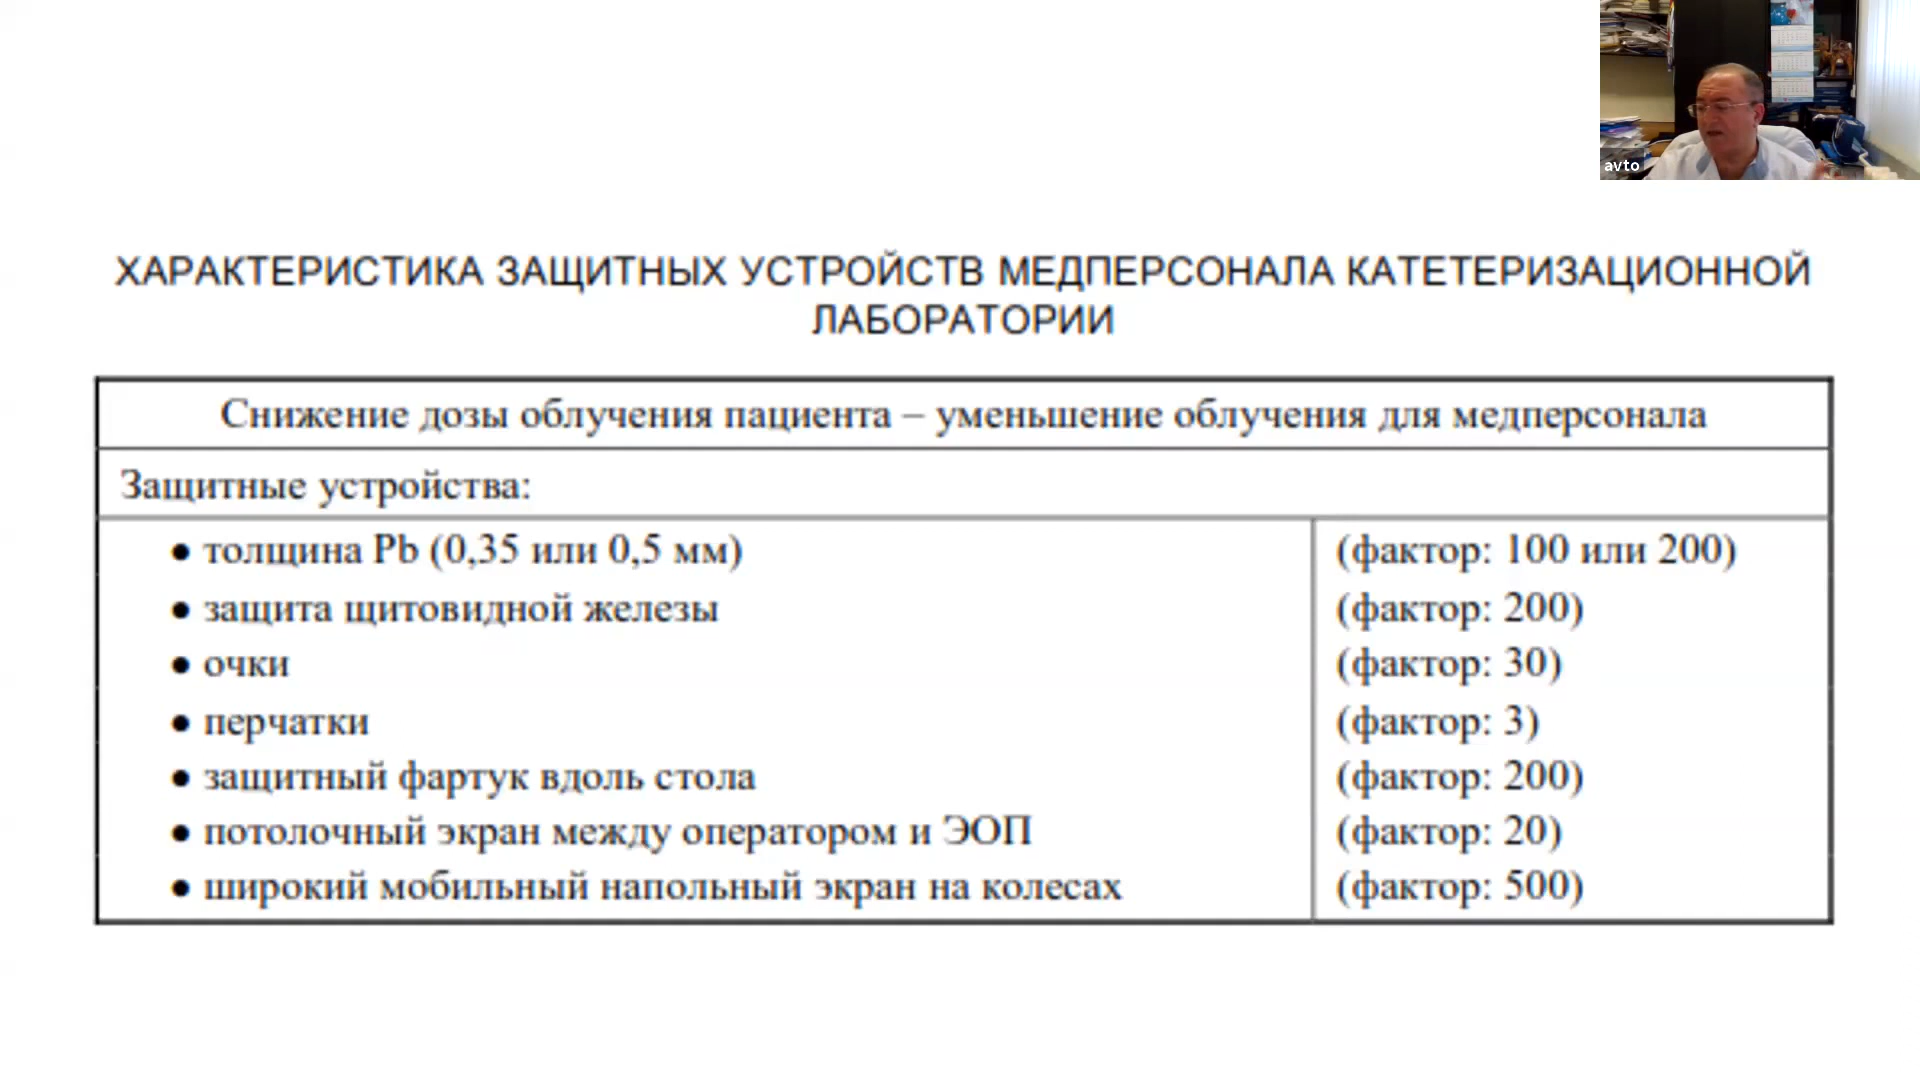 avto
ХАРАКТЕРИСТИКА ЗАЩИТНЫХ УСТРОЙСТВ МЕДПЕРСОНАЛА КАТЕТЕРИЗАЦИОННОЙ
ЛАБОРАТОРИИ
Снижение дозы облучения пациента – уменьшение облучения для медперсонала
Защитные устройства:
● толщина Pb (0,35 или 0,5 мм) (фактор: 100 или 200)
● защита щитовидной железы (фактор: 200)
● очки (фактор: 30)
● перчатки (фактор: 3)
● защитный фартук вдоль стола (фактор: 200)
● потолочный экран между оператором и ЭОП (фактор: 20)
● широкий мобильный напольный экран на колесах (фактор: 500)